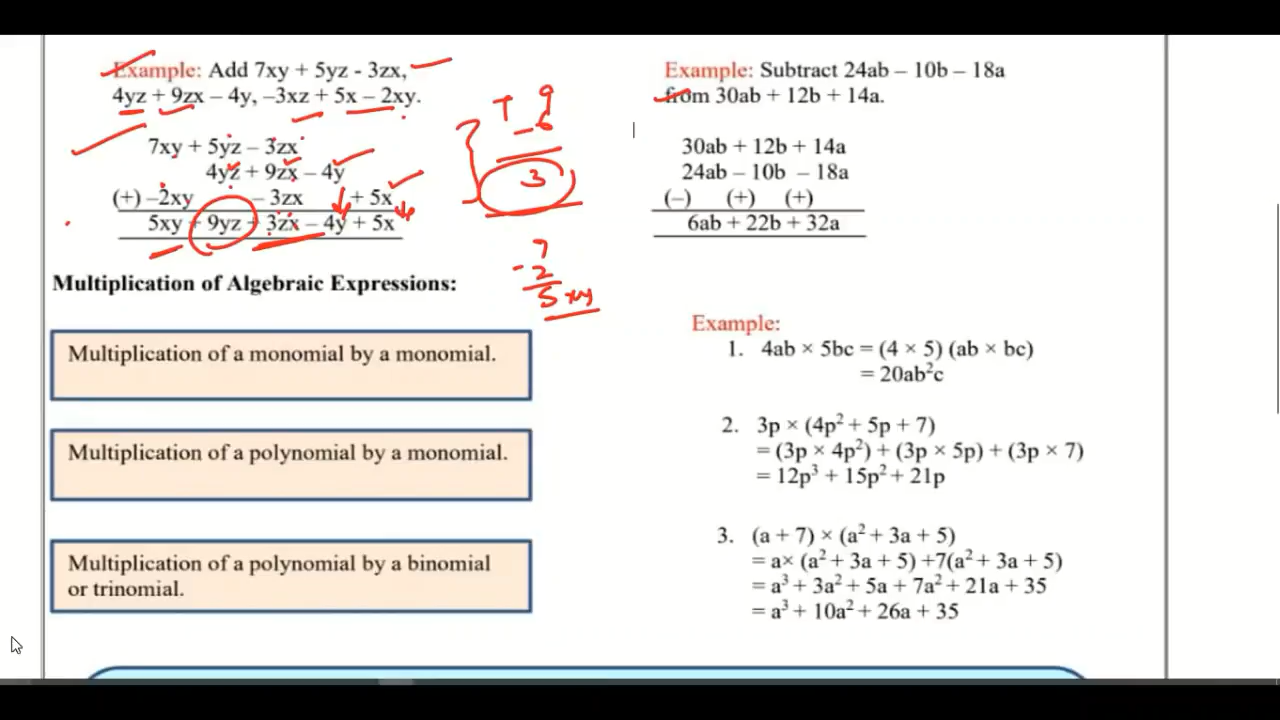 Example: Add 7xy + 5yz - 3zx,
4yz + 9zx – 4y, –3xz + 5x – 2xy.
7xy + 5yz – 3zx
4yz + 9zx – 4y
(+) –2xy – 3zx + 5x
5xy + 9yz + 3zx – 4y + 5x
+ 9
– 6
3
7
- 2
5 xy
Example: Subtract 24ab – 10b – 18a
from 30ab + 12b + 14a.
30ab + 12b + 14a
24ab – 10b – 18a
(–) (+) (+)
6ab + 22b + 32a
Multiplication of Algebraic Expressions:
Multiplication of a monomial by a monomial.
Multiplication of a polynomial by a monomial.
Multiplication of a polynomial by a binomial
or trinomial.
Example:
1. 4ab × 5bc = (4 × 5) (ab × bc)
= 20ab²c
2. 3p × (4p² + 5p + 7)
= (3p × 4p²) + (3p × 5p) + (3p × 7)
= 12p³ + 15p² + 21p
3. (a + 7) × (a² + 3a + 5)
= a× (a² + 3a + 5) +7(a² + 3a + 5)
= a³ + 3a² + 5a + 7a² + 21a + 35
= a³ + 10a² + 26a + 35